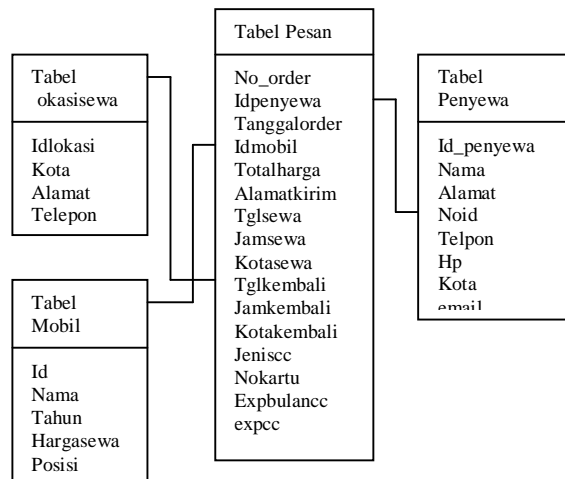 Tabel
okasisewa
Idlokasi
Kota
Alamat
Telepon
Tabel
Mobil
Id
Nama
Tahun
Hargasewa
Posisi
Tabel Pesan
No_order
Idpenyewa
Tanggalorder
Idmobil
Totalharga
Alamatkirim
Tglsewa
Jamsewa
Kotasewa
Tglkembali
Jamkembali
Kotakembali
Jeniscc
Nokartu
Expbulancc
expcc
Tabel
Penyewa
Id_penyewa
Nama
Alamat
Noid
Telpon
Hp
Kota
email